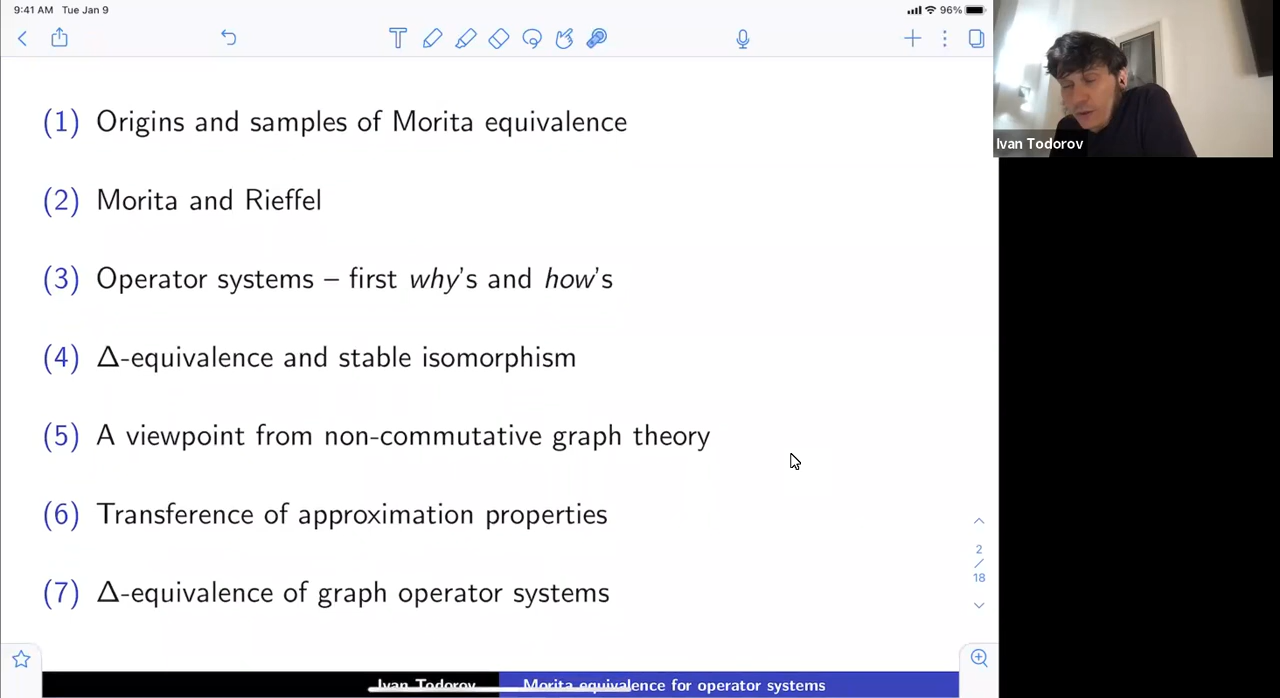 9:41 AM Tue Jan 9
96%
(1) Origins and samples of Morita equivalence
Ivan Todorov
(2) Morita and Rieffel
(3) Operator systems – first why's and how's
(4) Δ-equivalence and stable isomorphism
(5) A viewpoint from non-commutative graph theory
(6) Transference of approximation properties
2
/
18
(7) Δ-equivalence of graph operator systems
Ivan Todorov
Morita equivalence for operator systems